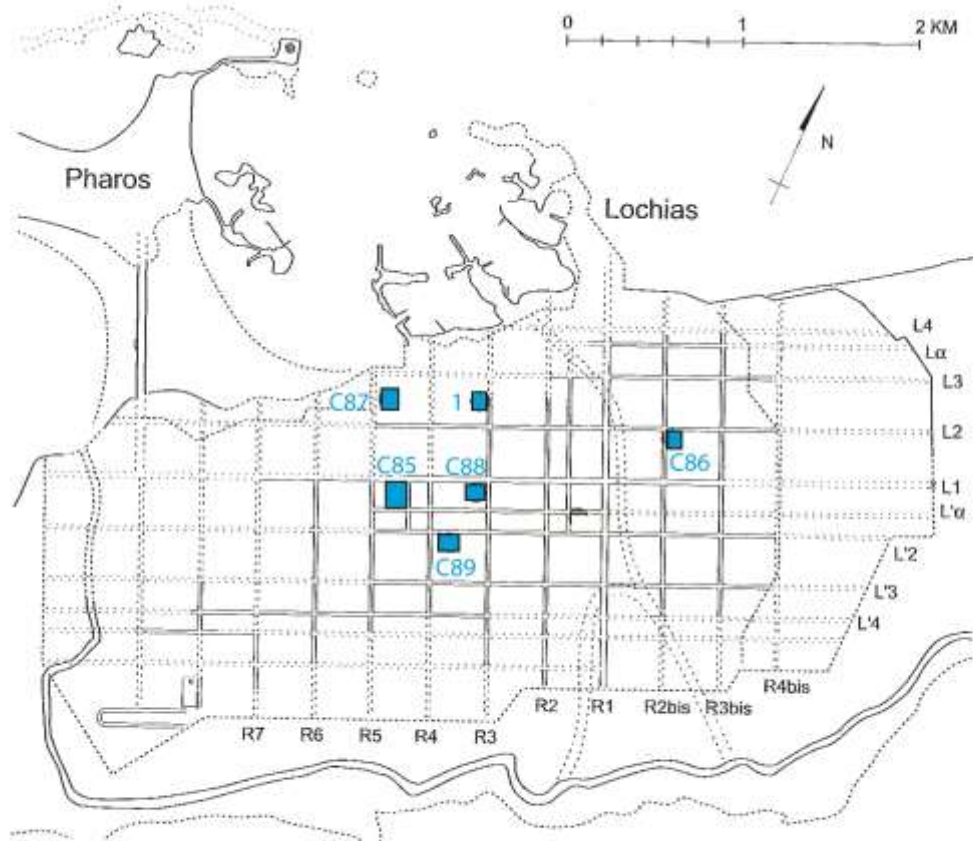 0 1 2 KM
N
Pharos
Lochias
L4
Lα
L3
C87 1
L2
C86
C85 C88
L1
L'α
L'2
C89
L'3
L'4
R4bis
R2 R1 R2bis R3bis
R7 R6 R5 R4 R3